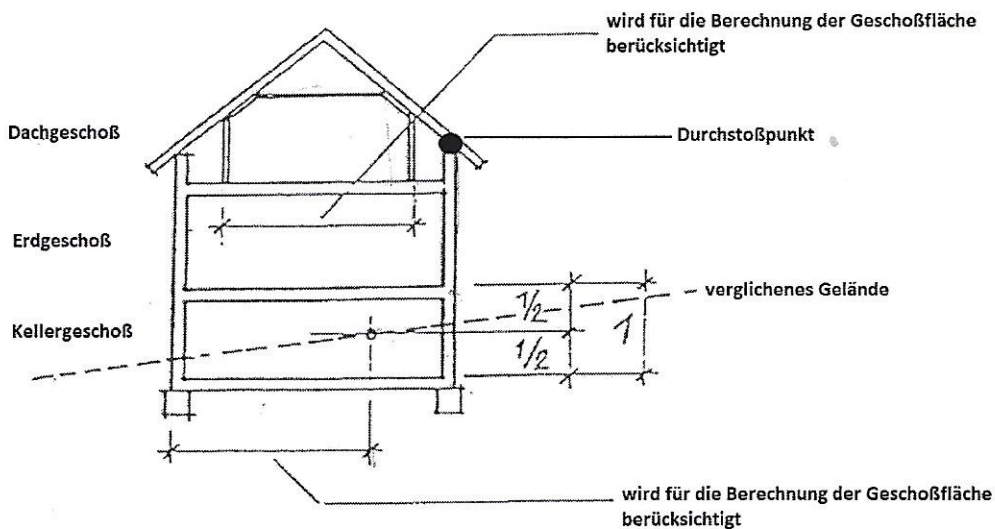 wird für die Berechnung der Geschoßfläche
berücksichtigt
Dachgeschoß
Durchstoßpunkt
Erdgeschoß
verglichenes Gelände
1/2
1
Kellergeschoß
1/2
wird für die Berechnung der Geschoßfläche
berücksichtigt